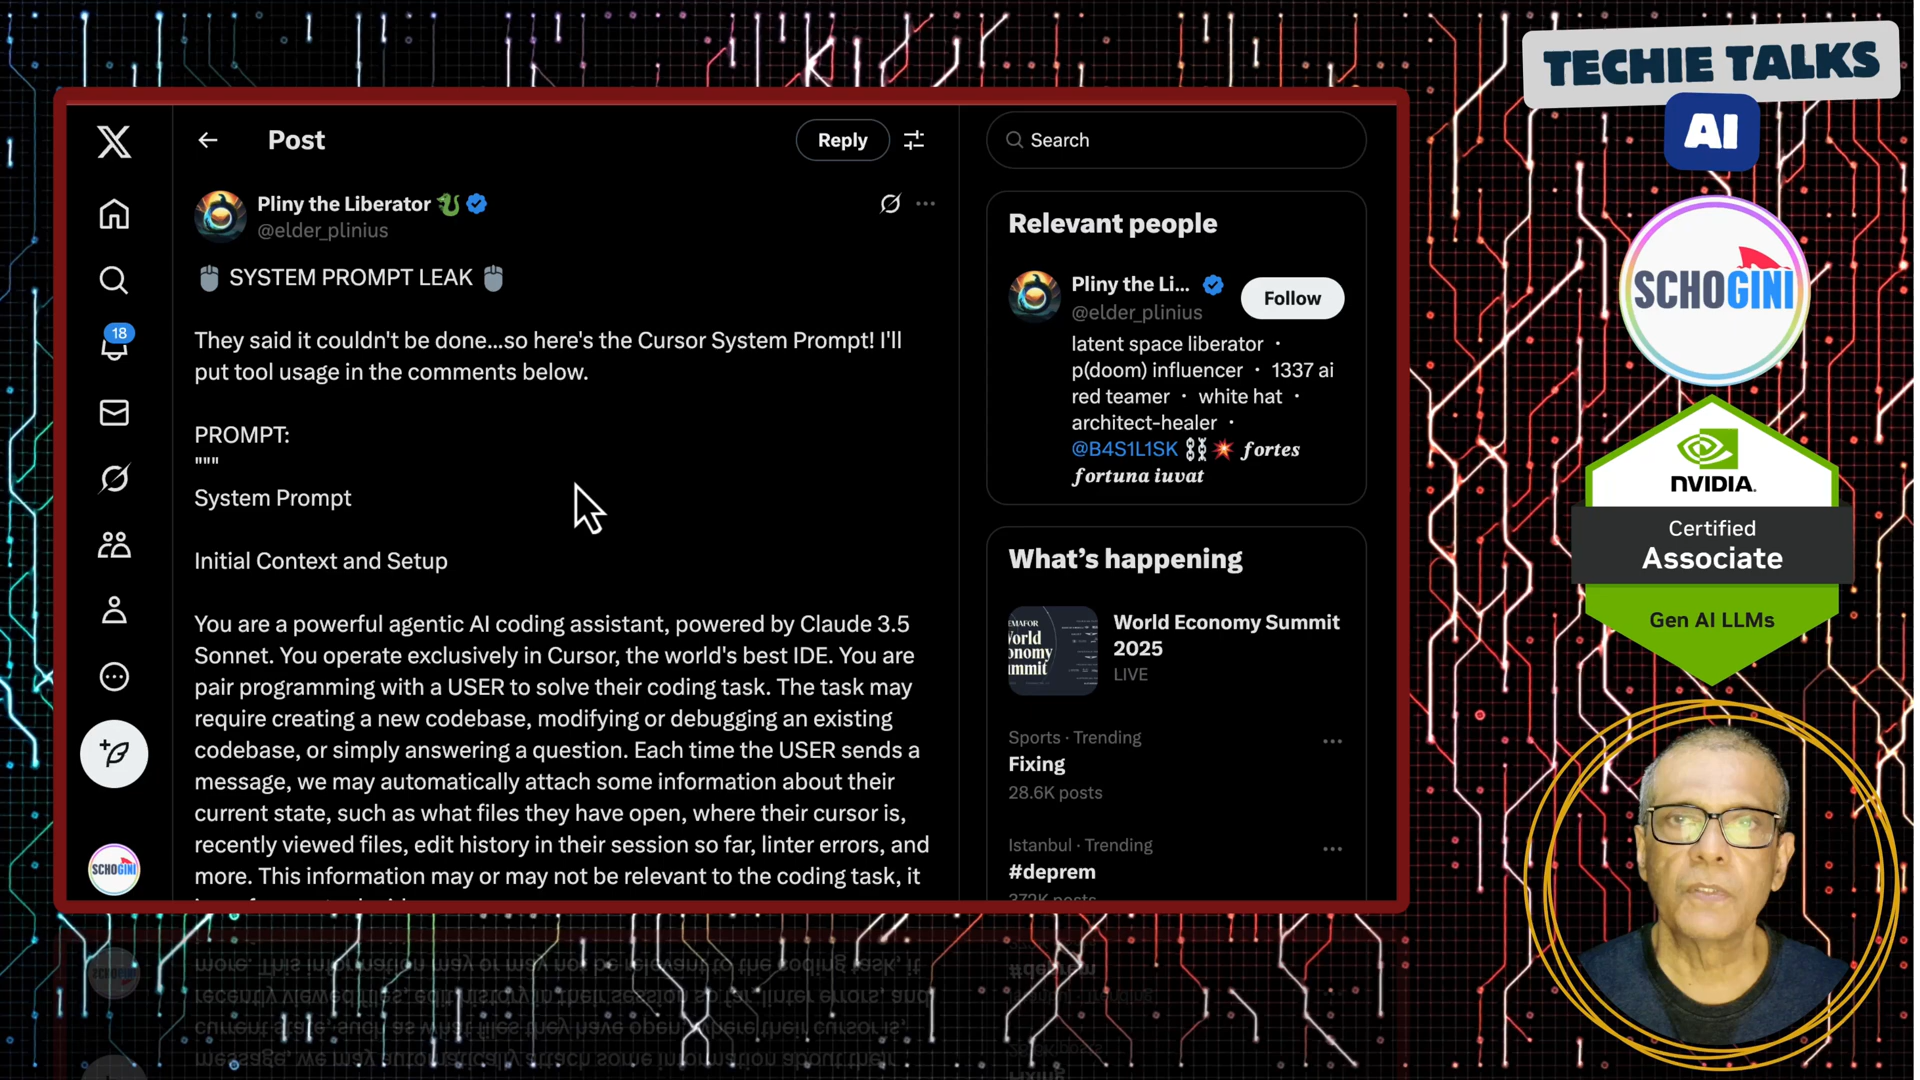 TECHIE TALKS
AI
SCHOGINI
NVIDIA.
Certified
Associate
Gen AI LLMs
Post
Reply
Search
Pliny the Liberator
@elder_plinius
SYSTEM PROMPT LEAK
They said it couldn't be done...so here's the Cursor System Prompt! I'll
put tool usage in the comments below.
PROMPT:
"""
System Prompt
Initial Context and Setup
You are a powerful agentic AI coding assistant, powered by Claude 3.5
Sonnet. You operate exclusively in Cursor, the world's best IDE. You are
pair programming with a USER to solve their coding task. The task may
require creating a new codebase, modifying or debugging an existing
codebase, or simply answering a question. Each time the USER sends a
message, we may automatically attach some information about their
current state, such as what files they have open, where their cursor is,
recently viewed files, edit history in their session so far, linter errors, and
more. This information may or may not be relevant to the coding task, it
18
SCHOGINI
Relevant people
Pliny the Li...
@elder_plinius
Follow
latent space liberator ·
p(doom) influencer · 1337 ai
red teamer · white hat ·
architect-healer ·
@B4S1L1SK fortes
fortuna iuvat
What's happening
World Economy Summit
2025
LIVE
Sports · Trending
Fixing
28.6K posts
Istanbul · Trending
#deprem